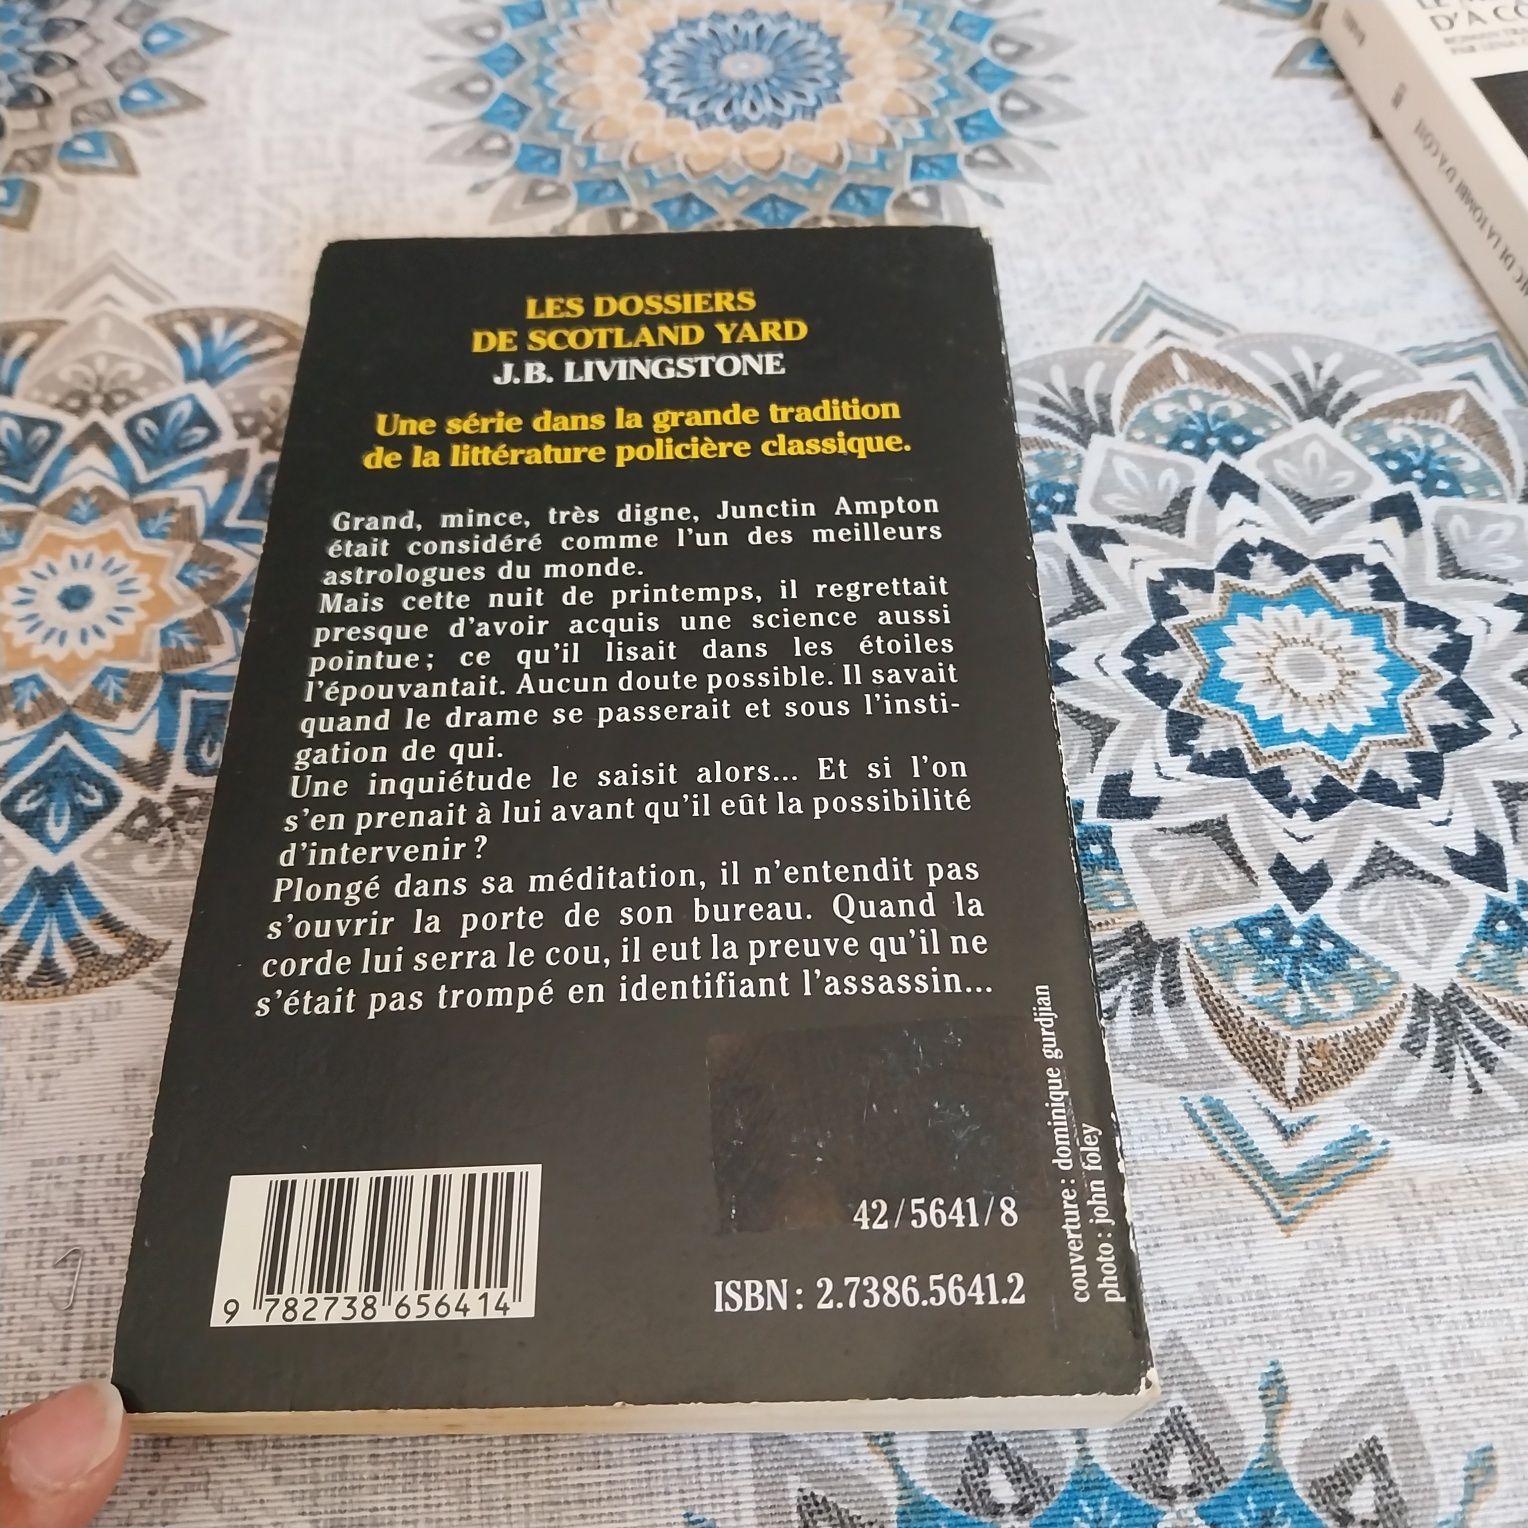 LES DOSSIERS
DE SCOTLAND YARD
J.B. LIVINGSTONE
Une série dans la grande tradition
de la littérature policière classique.
Grand, mince, très digne, Junctin Ampton
était considéré comme l'un des meilleurs
astrologues du monde.
Mais cette nuit de printemps, il regrettait
presque d'avoir acquis une science aussi
pointue ; ce qu'il lisait dans les étoiles
l'épouvantait. Aucun doute possible. Il savait
quand le drame se passerait et sous l'insti-
gation de qui.
Une inquiétude le saisit alors... Et si l'on
s'en prenait à lui avant qu'il eût la possibilité
d'intervenir ?
Plongé dans sa méditation, il n'entendit pas
s'ouvrir la porte de son bureau. Quand la
corde lui serra le cou, il eut la preuve qu'il ne
s'était pas trompé en identifiant l'assassin...
couverture : dominique gurdjian
photo : john foley
42/5641/8
ISBN : 2.7386.5641.2
9 782738 656414
D'A CÔ
DE LA TOMBE D'A CÔTÉ